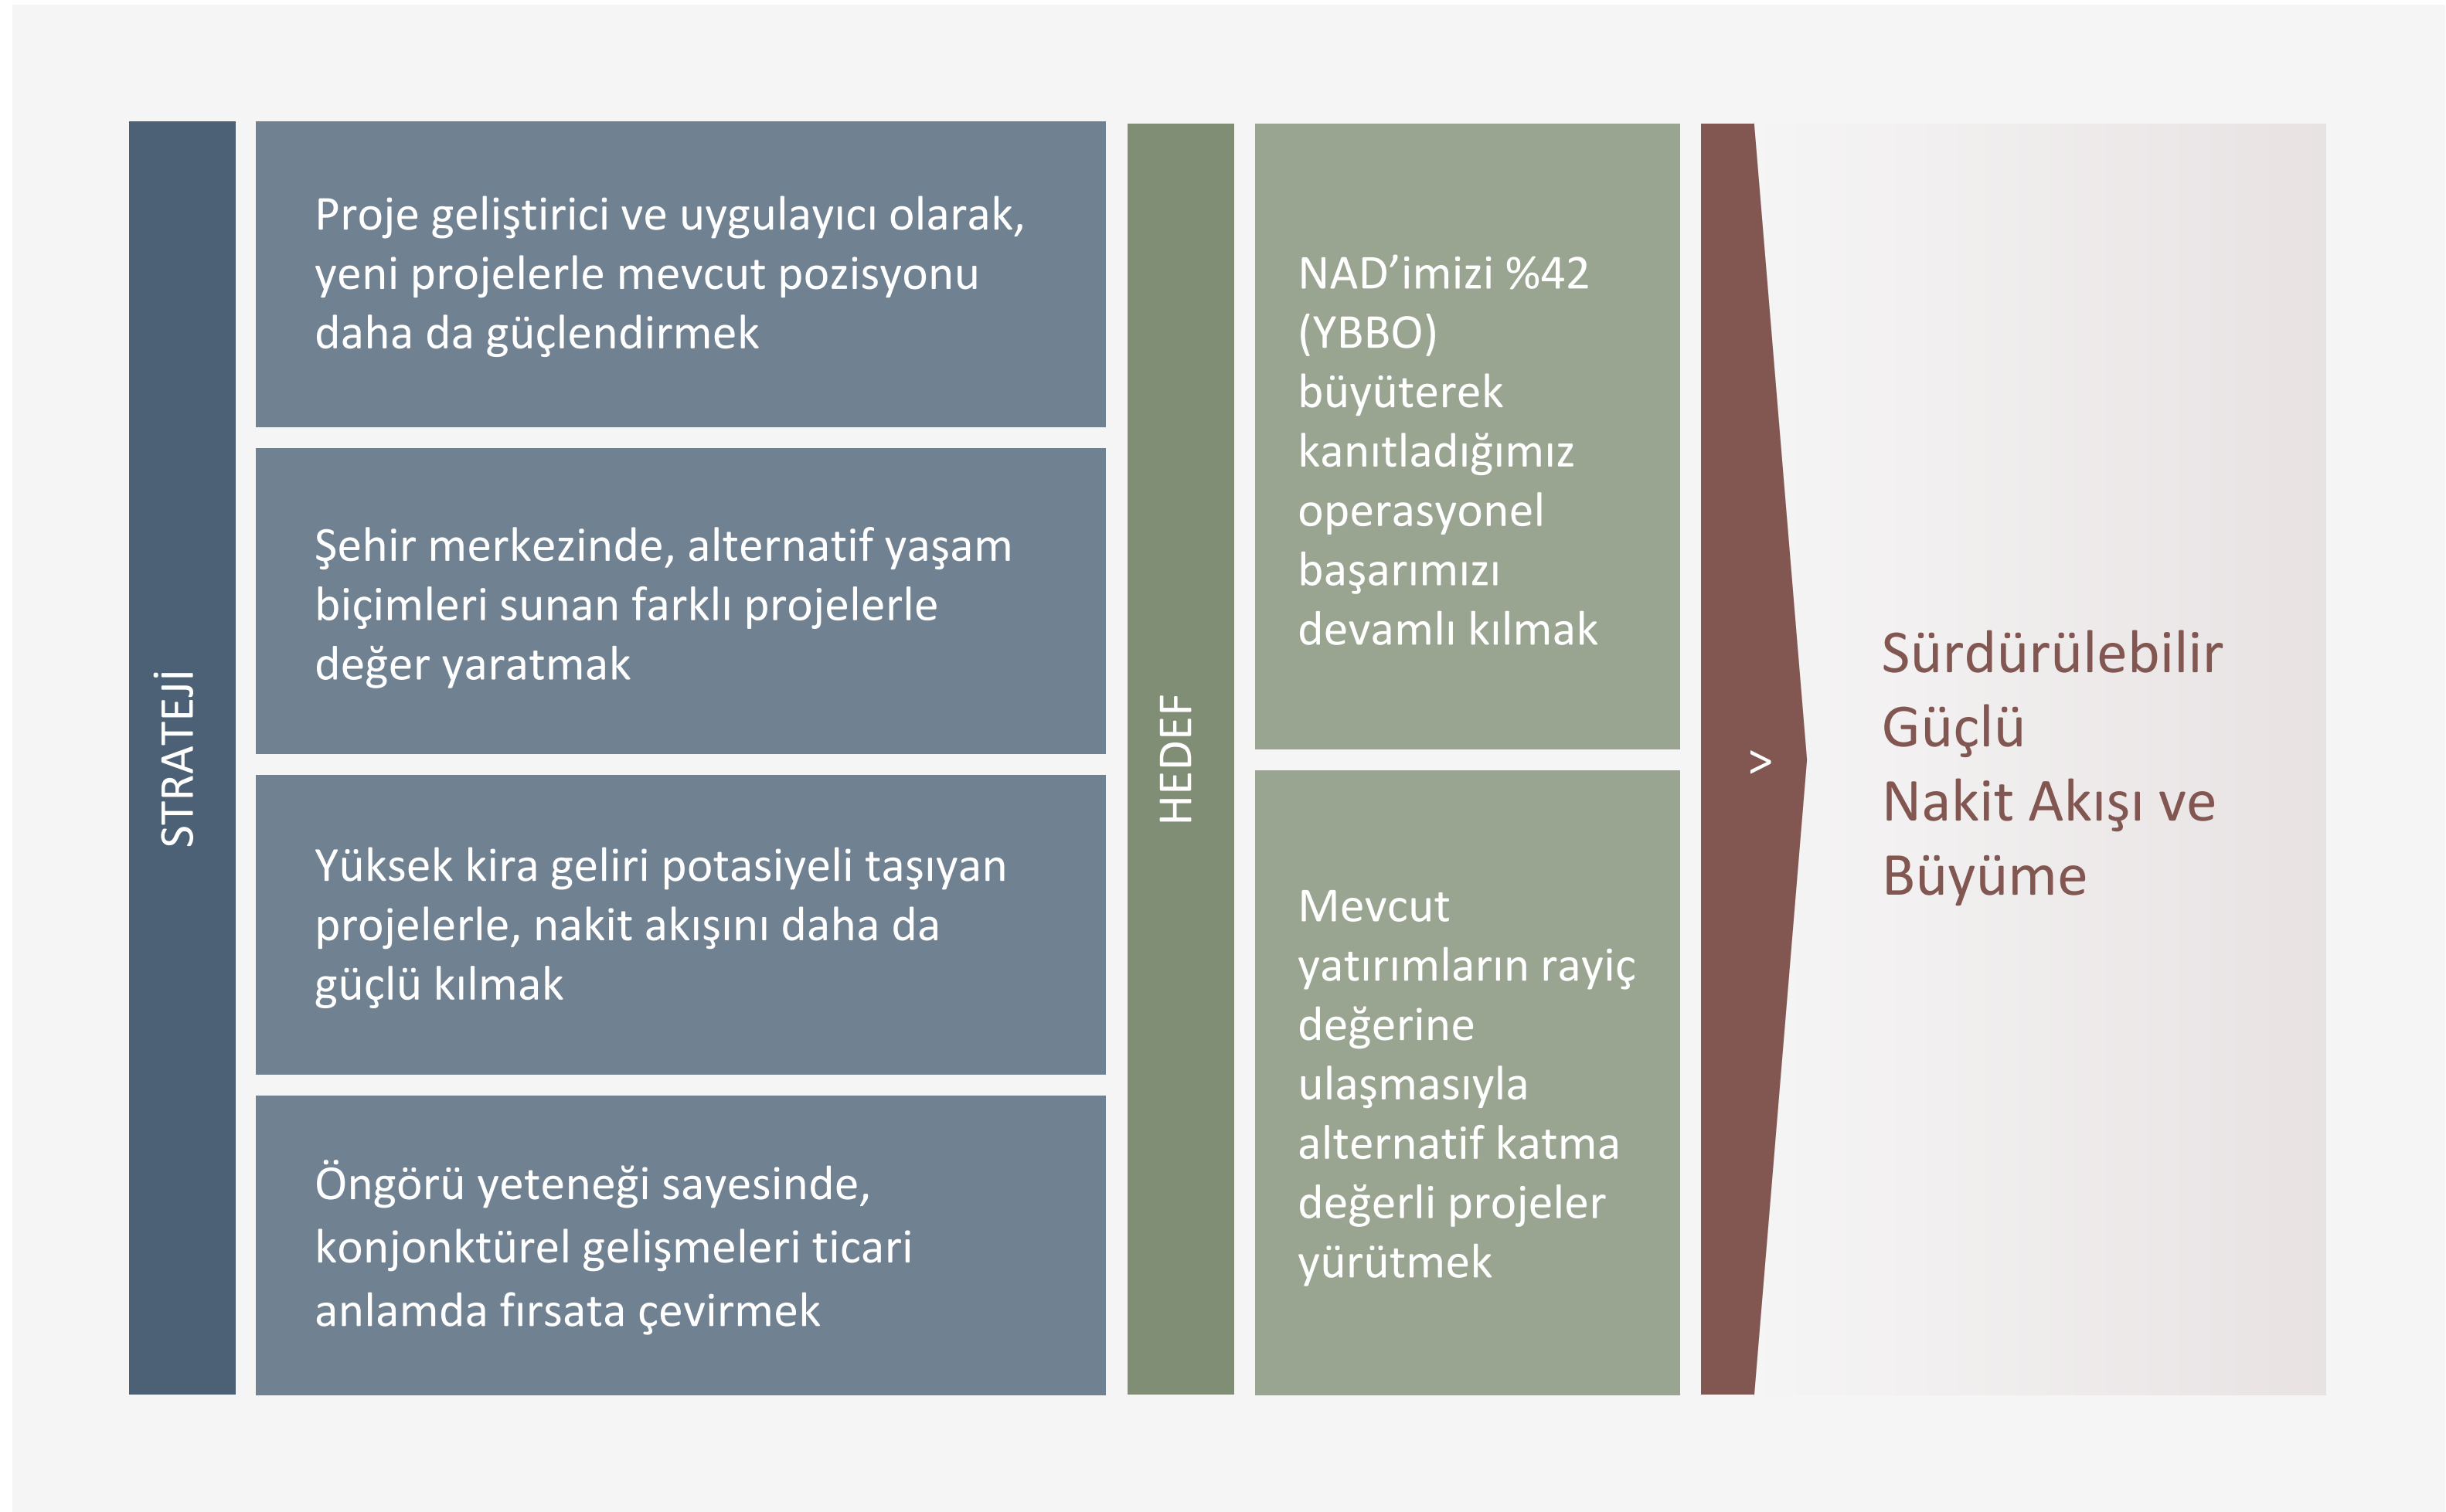 STRATEJİ
Proje geliştirici ve uygulayıcı olarak,
yeni projelerle mevcut pozisyonu
daha da güçlendirmek
Şehir merkezinde, alternatif yaşam
biçimleri sunan farklı projelerle
değer yaratmak
Yüksek kira geliri potasiyeli taşıyan
projelerle, nakit akışını daha da
güçlü kılmak
Öngörü yeteneği sayesinde,
konjonktürel gelişmeleri ticari
anlamda fırsata çevirmek
HEDEF
NAD’imizi %42
(YBBO)
büyüterek
kanıtladığımız
operasyonel
başarımızı
devamlı kılmak
Mevcut
yatırımların rayiç
değerine
ulaşmasıyla
alternatif katma
değerli projeler
yürütmek
>
Sürdürülebilir
Güçlü
Nakit Akışı ve
Büyüme